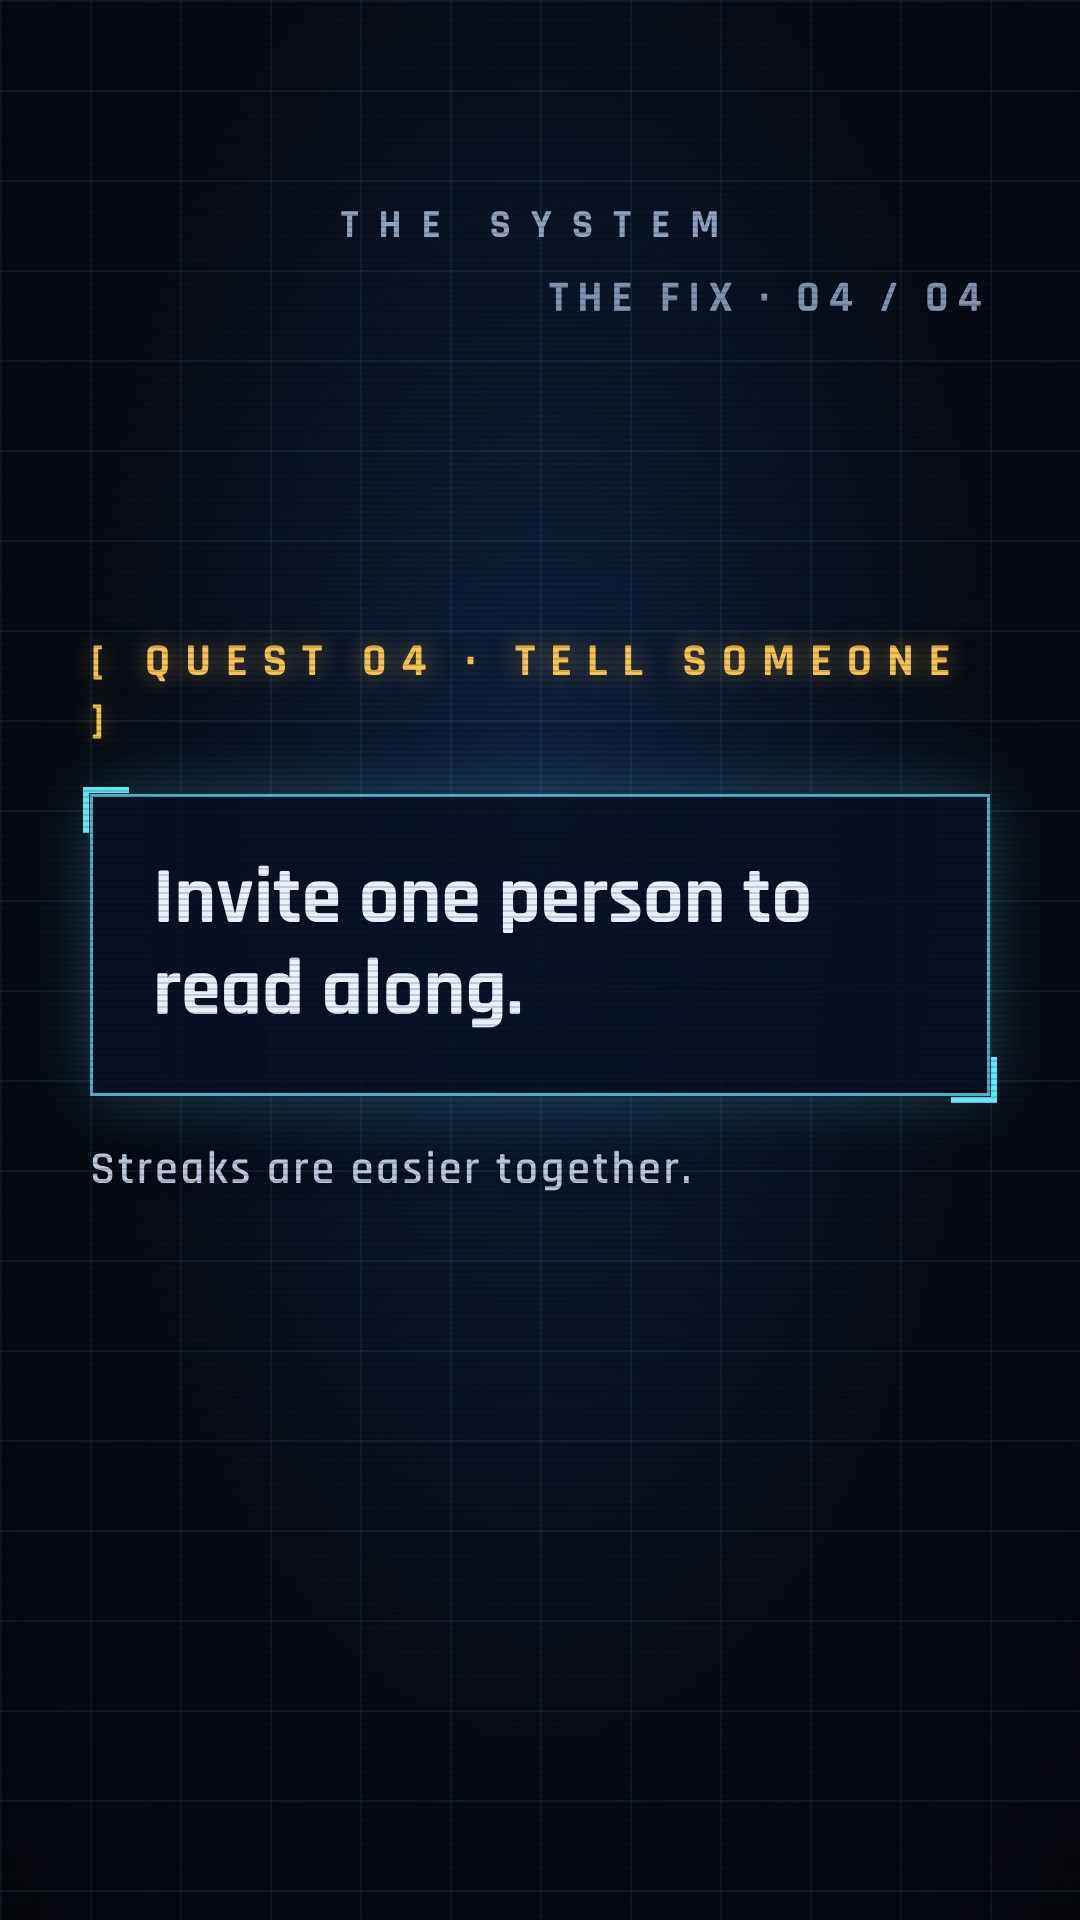 THE SYSTEM
THE FIX · 04 / 04
[ QUEST 04 · TELL SOMEONE
]
Invite one person to
read along.
Streaks are easier together.